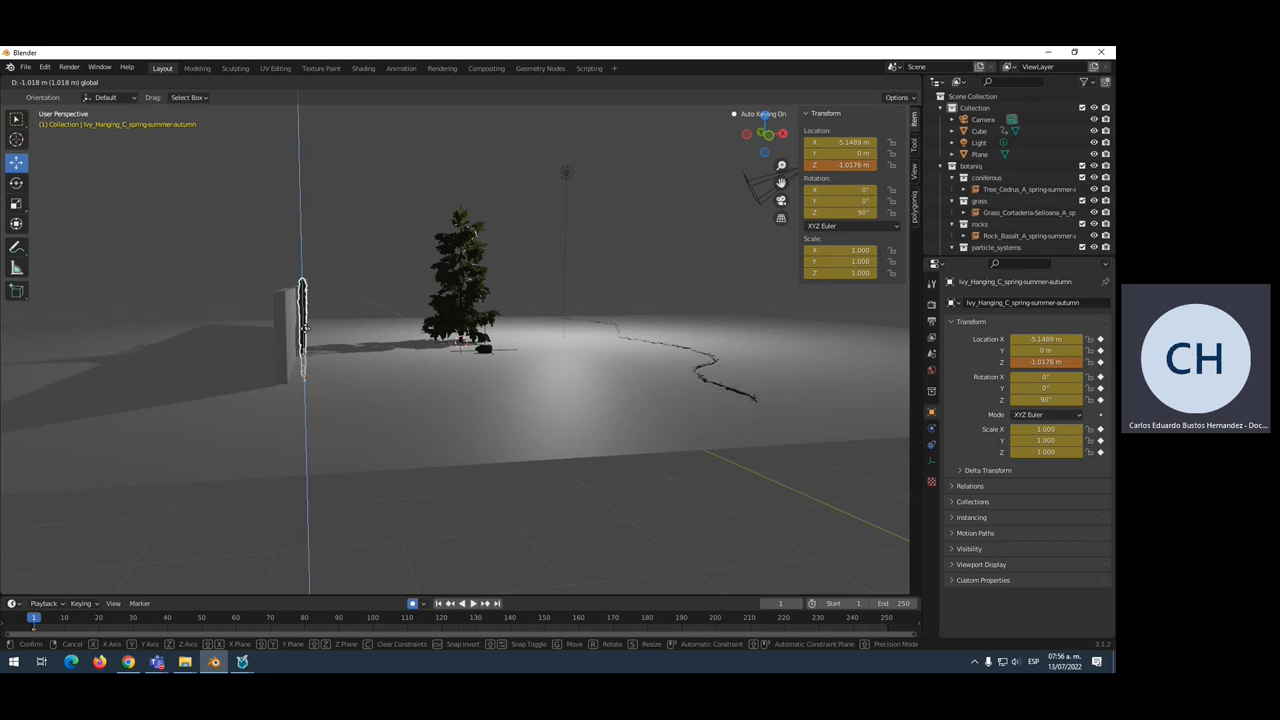 Blender
File Edit Render Window Help Layout Modeling Sculpting UV Editing Texture Paint Shading Animation Rendering Compositing Geometry Nodes Scripting + Scene ViewLayer
D: -1.018 m (1.018 m) global
Orientation: Default Drag: Select Box Options
User Perspective
(1) Collection | Ivy_Hanging_C_spring-summer-autumn
Auto Keying On
Transform
Location:
X -5.1489 m
Y 0 m
Z -1.0176 m
Rotation:
X 0°
Y 0°
Z 90°
XYZ Euler
Scale:
X 1.000
Y 1.000
Z 1.000
Item
Tool
View
polygoniq
Scene Collection
Collection
Camera
Cube
Light
Plane
botaniq
coniferous
Tree_Cedrus_A_spring-summer-a
grass
Grass_Cortaderia-Selloana_A_sp
rocks
Rock_Basalt_A_spring-summer-a
particle_systems
Ivy_Hanging_C_spring-summer-autumn
Ivy_Hanging_C_spring-summer-autumn
Transform
Location X -5.1489 m
Y 0 m
Z -1.0176 m
Rotation X 0°
Y 0°
Z 90°
Mode XYZ Euler
Scale X 1.000
Y 1.000
Z 1.000
Delta Transform
Relations
Collections
Instancing
Motion Paths
Visibility
Viewport Display
Custom Properties
CH
Carlos Eduardo Bustos Hernandez - Doc...
Playback Keying View Marker 1 Start 1 End 250
1 10 20 30 40 50 60 70 80 90 100 110 120 130 140 150 160 170 180 190 200 210 220 230 240 250
Confirm Cancel X X Axis Y Y Axis Z Z Axis X X Plane Y Y Plane Z Z Plane C Clear Constraints Snap Invert Snap Toggle G Move R Rotate S Resize Automatic Constraint Automatic Constraint Plane Precision Mode 3.1.2
ESP
07:56 a. m.
13/07/2022